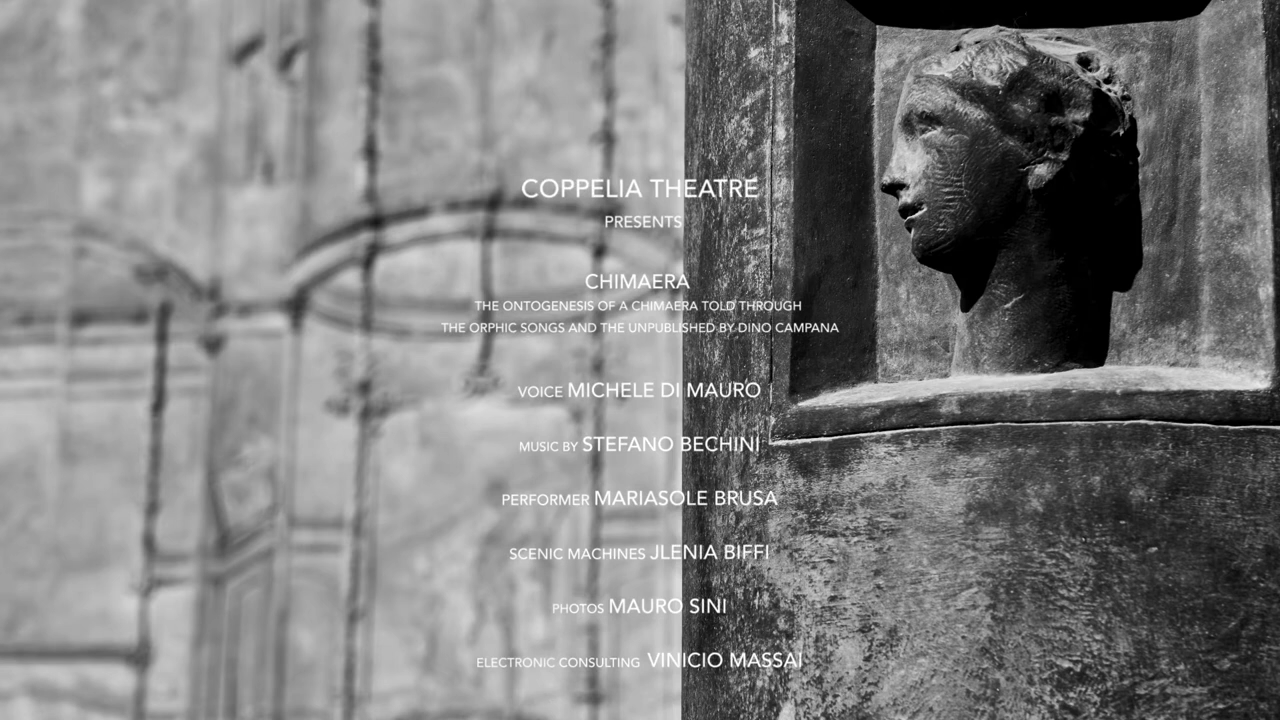 COPPELIA THEATRE
PRESENTS
CHIMAERA
THE ONTOGENESIS OF A CHIMAERA TOLD THROUGH
THE ORPHIC SONGS AND THE UNPUBLISHED BY DINO CAMPANA
VOICE MICHELE DI MAURO
MUSIC BY STEFANO BECHINI
PERFORMER MARIASOLE BRUSA
SCENIC MACHINES JLENIA BIFFI
PHOTOS MAURO SINI
ELECTRONIC CONSULTING VINICIO MASSAI